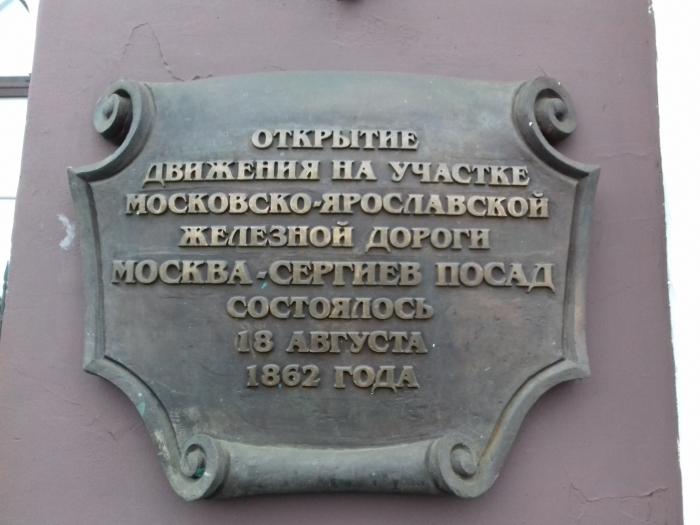 ОТКРЫТИЕ
ДВИЖЕНИЯ НА УЧАСТКЕ
МОСКОВСКО-ЯРОСЛАВСКОЙ
ЖЕЛЕЗНОЙ ДОРОГИ
МОСКВА-СЕРГИЕВ ПОСАД
СОСТОЯЛОСЬ
18 АВГУСТА
1862 ГОДА